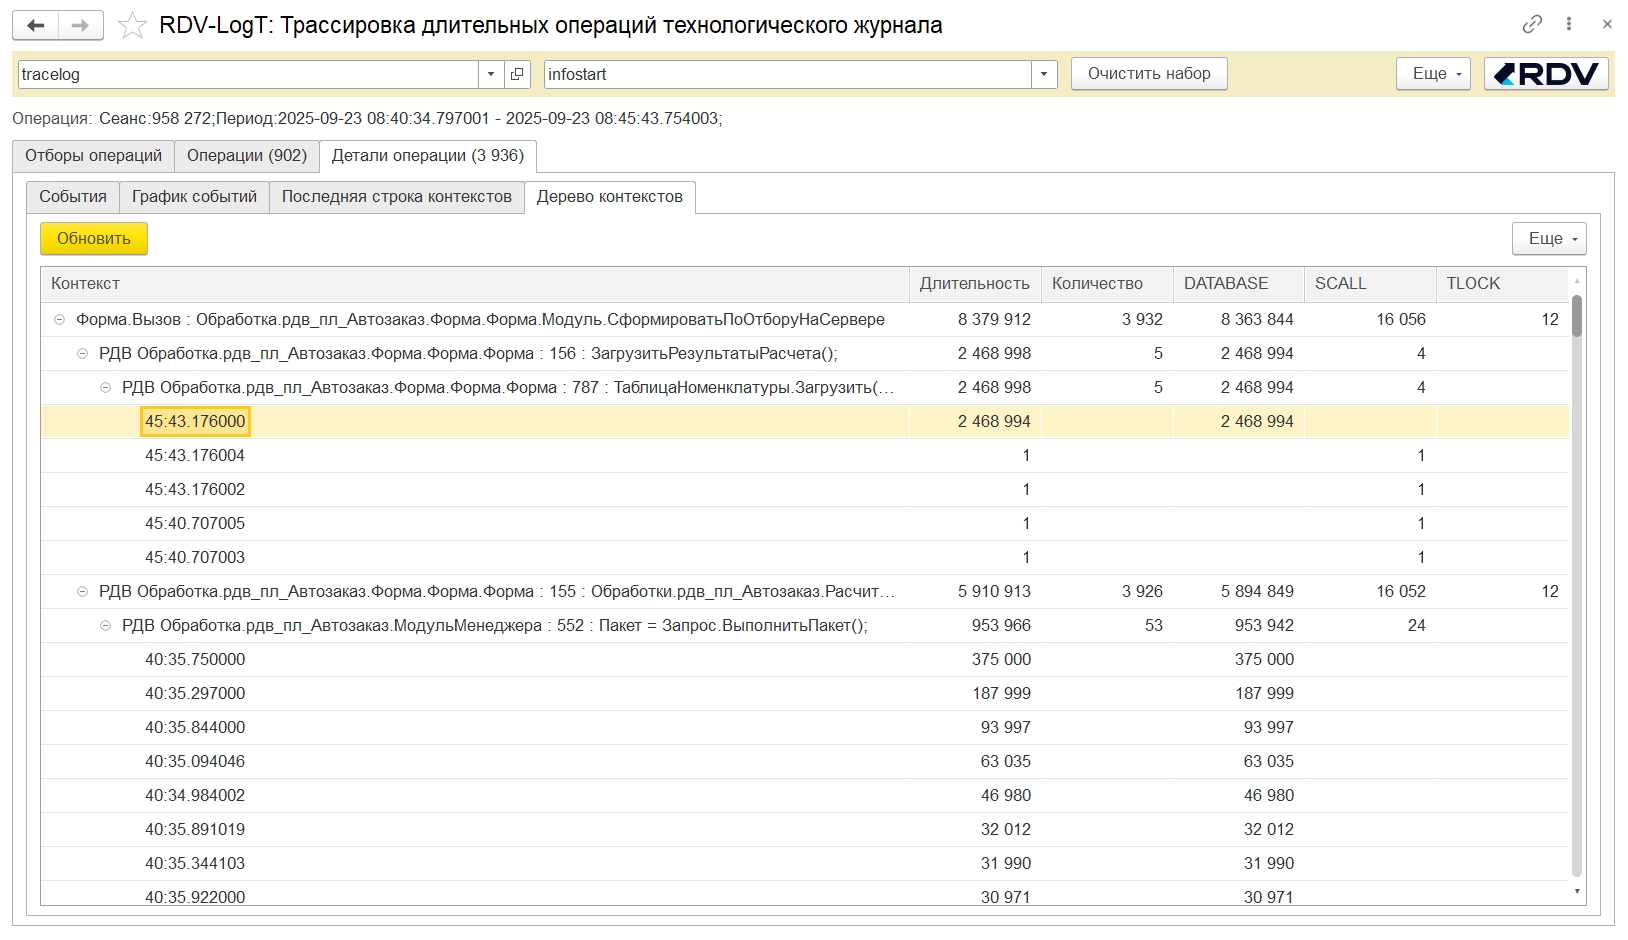 RDV-LogT: Трассировка длительных операций технологического журнала
tracelog infostart Очистить набор Еще RDV
Операция: Сеанс:958 272;Период:2025-09-23 08:40:34.797001 - 2025-09-23 08:45:43.754003;
Отборы операций Операции (902) Детали операции (3 936)
События График событий Последняя строка контекстов Дерево контекстов
Обновить Еще
Контекст Длительность Количество DATABASE SCALL TLOCK
Форма.Вызов : Обработка.рдв_пл_Автозаказ.Форма.Форма.Модуль.СформироватьПоОтборуНаСервере 8 379 912 3 932 8 363 844 16 056 12
РДВ Обработка.рдв_пл_Автозаказ.Форма.Форма.Форма : 156 : ЗагрузитьРезультатыРасчета(); 2 468 998 5 2 468 994 4
РДВ Обработка.рдв_пл_Автозаказ.Форма.Форма.Форма : 787 : ТаблицаНоменклатуры.Загрузить(... 2 468 998 5 2 468 994 4
45:43.176000 2 468 994 2 468 994
45:43.176004 1 1
45:43.176002 1 1
45:40.707005 1 1
45:40.707003 1 1
РДВ Обработка.рдв_пл_Автозаказ.Форма.Форма.Форма : 155 : Обработки.рдв_пл_Автозаказ.Расчит... 5 910 913 3 926 5 894 849 16 052 12
РДВ Обработка.рдв_пл_Автозаказ.МодульМенеджера : 552 : Пакет = Запрос.ВыполнитьПакет(); 953 966 53 953 942 24
40:35.750000 375 000 375 000
40:35.297000 187 999 187 999
40:35.844000 93 997 93 997
40:35.094046 63 035 63 035
40:34.984002 46 980 46 980
40:35.891019 32 012 32 012
40:35.344103 31 990 31 990
40:35.922000 30 971 30 971